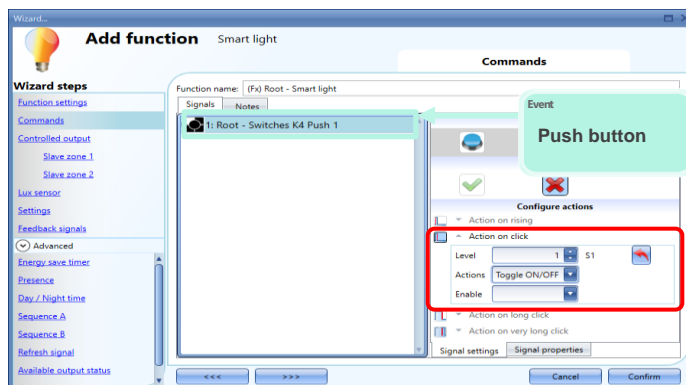 Wizard...
Add function Smart light
Commands
Wizard steps
Function settings
Commands
Controlled output
Slave zone 1
Slave zone 2
Lux sensor
Settings
Feedback signals
Advanced
Energy save timer
Presence
Day / Night time
Sequence A
Sequence B
Refresh signal
Available output status
Function name: (Fx) Root - Smart light
Signals Notes
1: Root - Switches K4 Push 1
Event
Push button
Configure actions
Action on rising
Action on click
Level 1 S1
Actions Toggle ON/OFF
Enable
Action on long click
Action on very long click
Signal settings Signal properties
<<< >>> Cancel Confirm